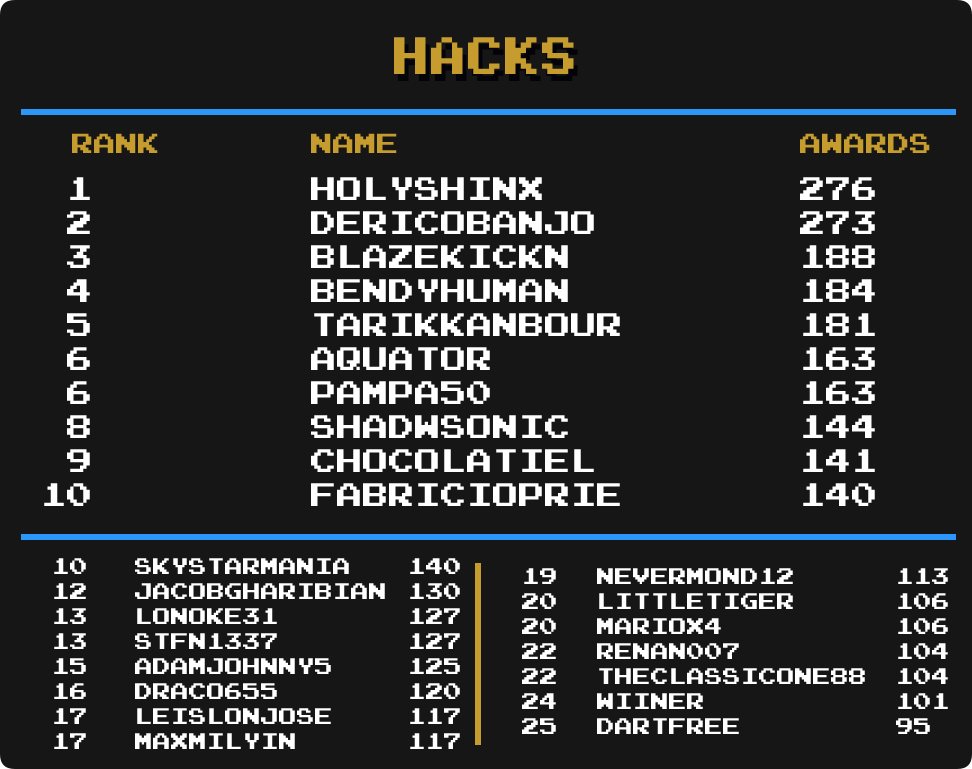 HACKS
RANK NAME AWARDS
1 HOLYSHINX 276
2 DERICOBANJO 273
3 BLAZEKICKN 188
4 BENDYHUMAN 184
5 TARIKKANBOUR 181
6 AQUATOR 163
6 PAMPA50 163
8 SHADWSONIC 144
9 CHOCOLATIEL 141
10 FABRICIOPRIE 140
10 SKYSTARMANIA 140
12 JACOBGHARIBIAN 130
13 LONOKE31 127
13 STFN1337 127
15 ADAMJOHNNY5 125
16 DRACO655 120
17 LEISLONJOSE 117
17 MAXMILYIN 117
19 NEVERMOND12 113
20 LITTLETIGER 106
20 MARIOX4 106
22 RENAN007 104
22 THECLASSICONE88 104
24 WIINER 101
25 DARTFREE 95